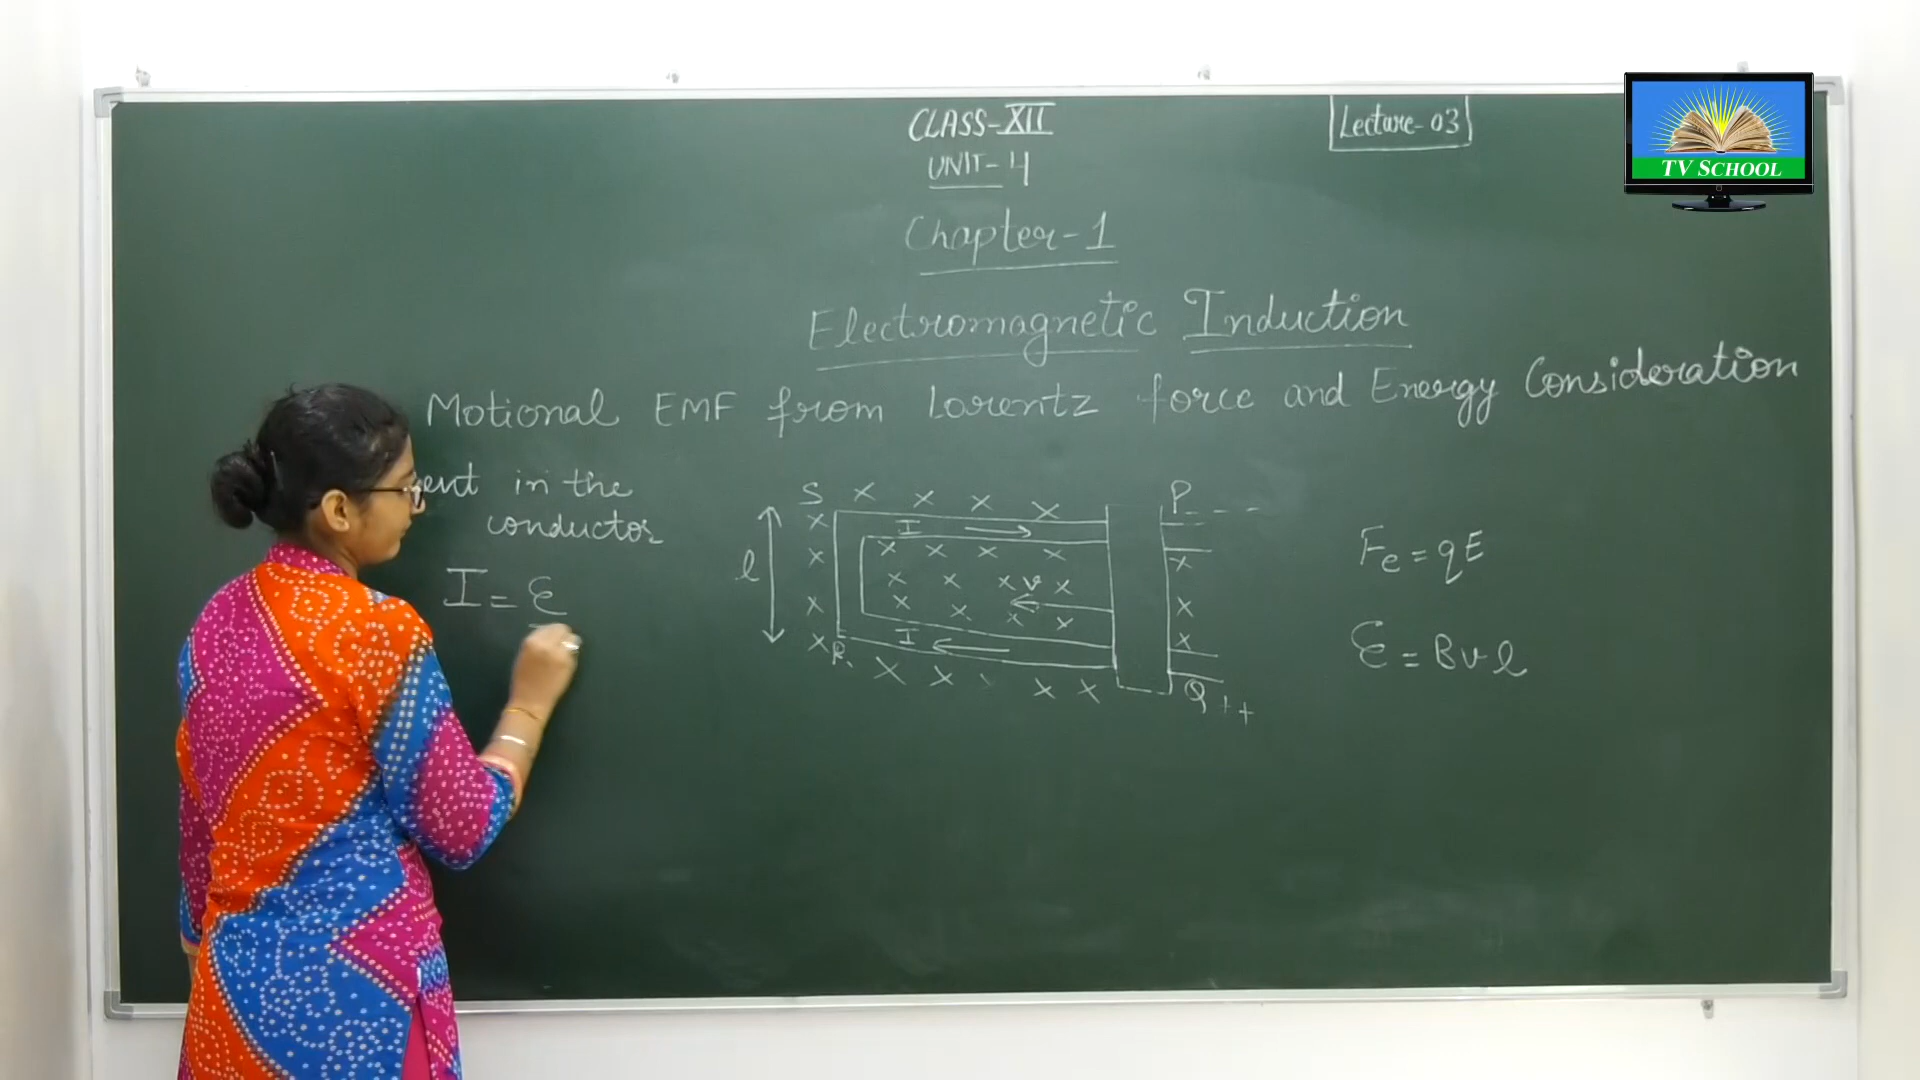 CLASS-XII
UNIT-4
Lecture-03
TV SCHOOL
Chapter-1
Electromagnetic Induction
Motional EMF from Lorentz force and Energy Consideration
in the
conductor
I = ε
S × × × × P - - -
× I
× × × × × ×
l × × × v × Fe = qE
× × × × × ×
× I × ε = Bvl
R × × × × Q + +